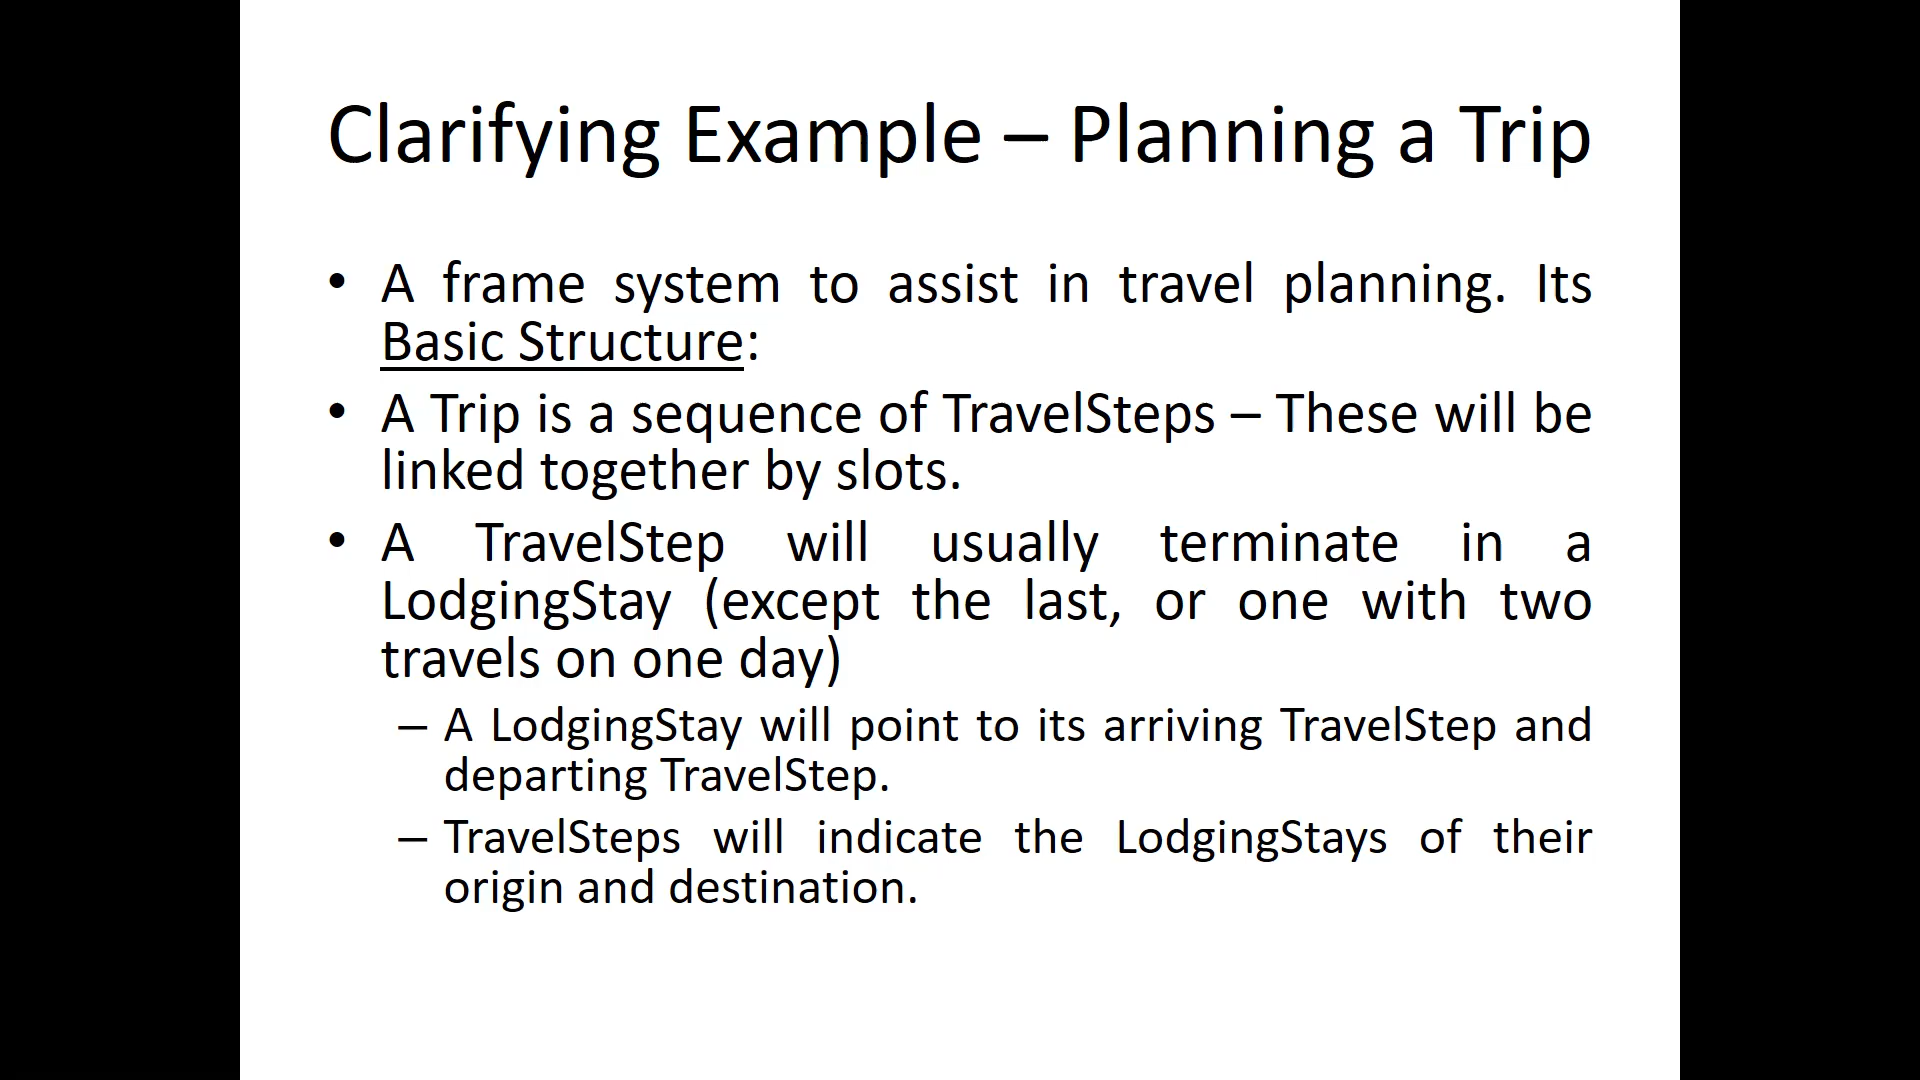 Clarifying Example – Planning a Trip
• A frame system to assist in travel planning. Its
Basic Structure:
• A Trip is a sequence of TravelSteps – These will be
linked together by slots.
• A TravelStep will usually terminate in a
LodgingStay (except the last, or one with two
travels on one day)
– A LodgingStay will point to its arriving TravelStep and
departing TravelStep.
– TravelSteps will indicate the LodgingStays of their
origin and destination.